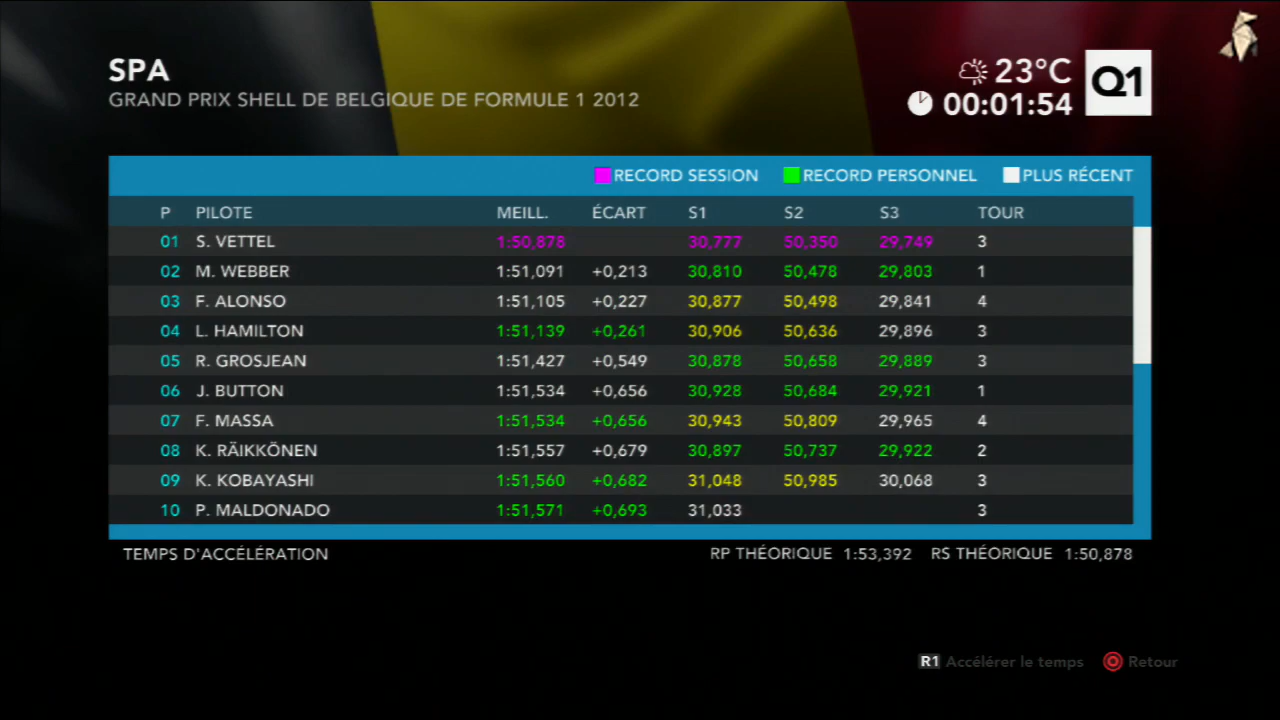 SPA
GRAND PRIX SHELL DE BELGIQUE DE FORMULE 1 2012
23°C
00:01:54
Q1
RECORD SESSION RECORD PERSONNEL PLUS RÉCENT
P PILOTE MEILL. ÉCART S1 S2 S3 TOUR
01 S. VETTEL 1:50,878 30,777 50,350 29,749 3
02 M. WEBBER 1:51,091 +0,213 30,810 50,478 29,803 1
03 F. ALONSO 1:51,105 +0,227 30,877 50,498 29,841 4
04 L. HAMILTON 1:51,139 +0,261 30,906 50,636 29,896 3
05 R. GROSJEAN 1:51,427 +0,549 30,878 50,658 29,889 3
06 J. BUTTON 1:51,534 +0,656 30,928 50,684 29,921 1
07 F. MASSA 1:51,534 +0,656 30,943 50,809 29,965 4
08 K. RÄIKKÖNEN 1:51,557 +0,679 30,897 50,737 29,922 2
09 K. KOBAYASHI 1:51,560 +0,682 31,048 50,985 30,068 3
10 P. MALDONADO 1:51,571 +0,693 31,033 3
TEMPS D'ACCÉLÉRATION RP THÉORIQUE 1:53,392 RS THÉORIQUE 1:50,878
R1 Accélérer le temps Retour